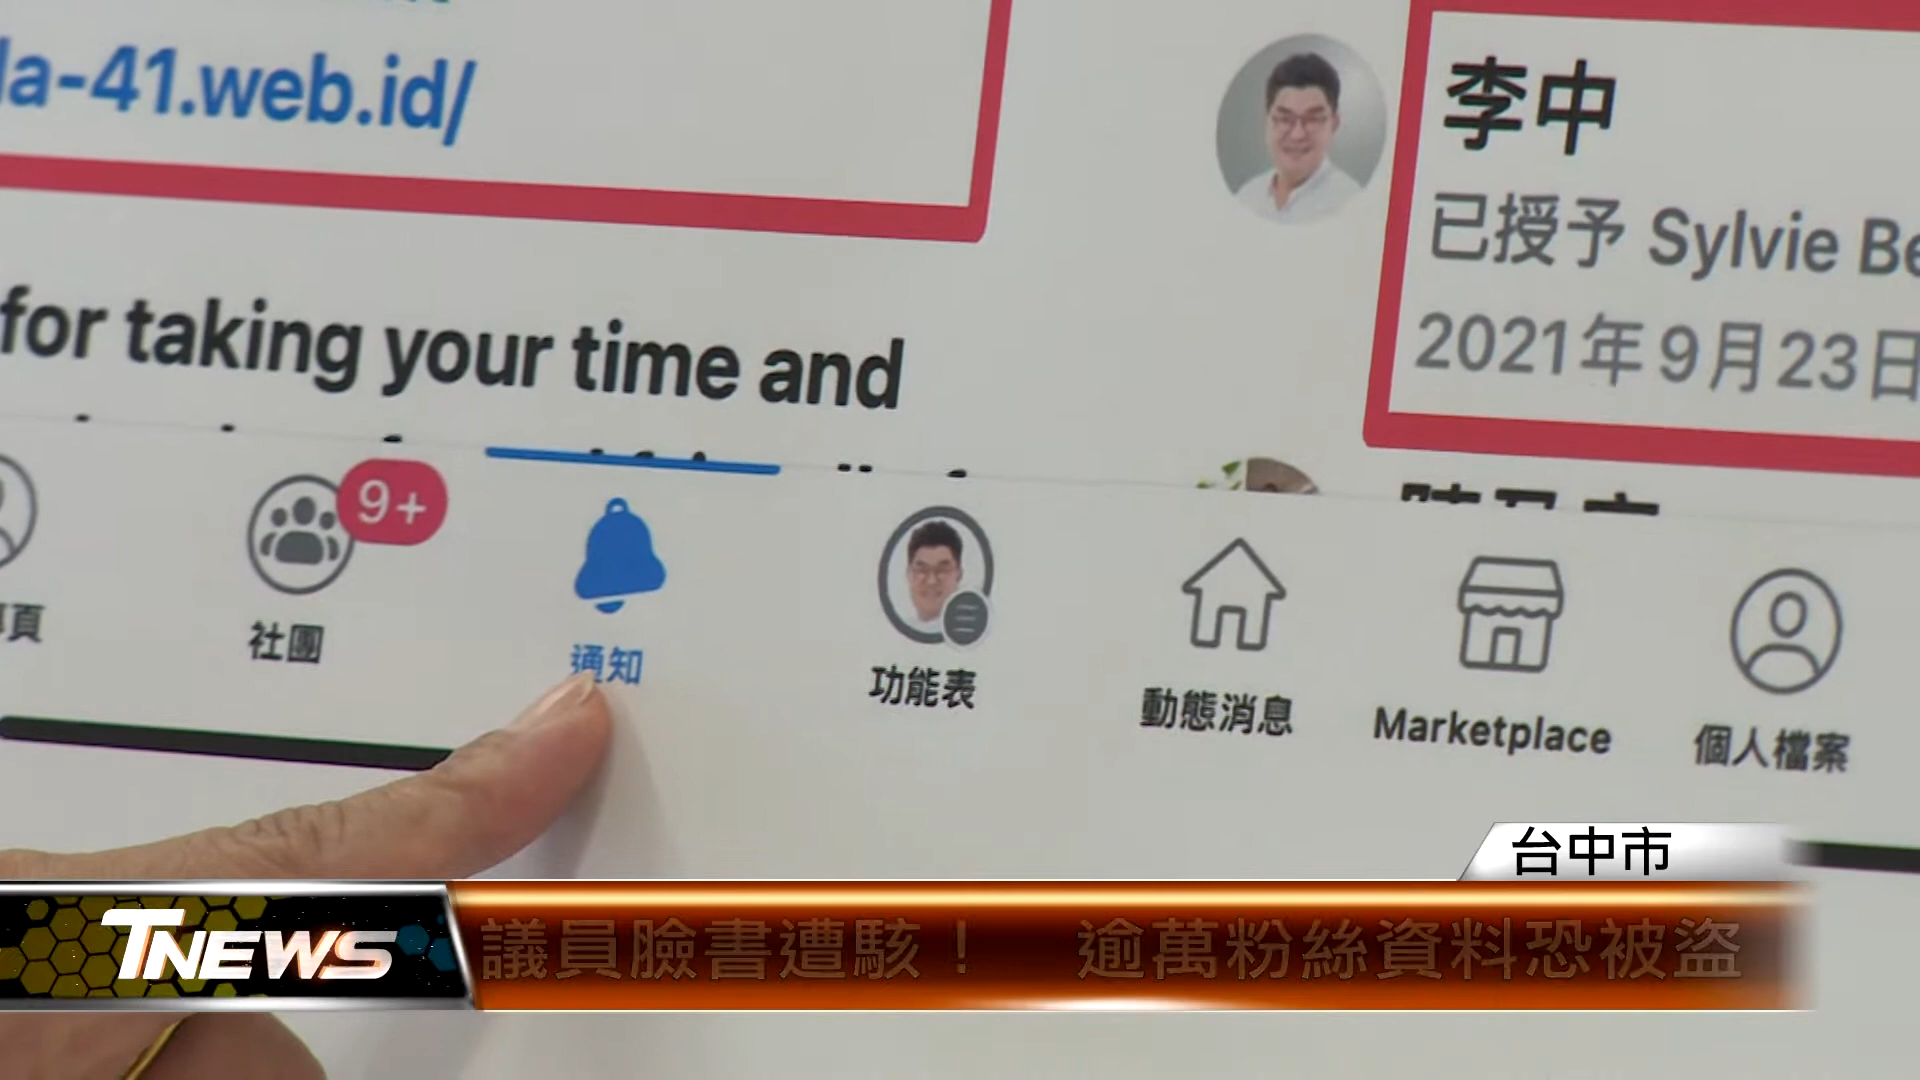 la-41.web.id/
for taking your time and
李中
已授予 Sylvie Be
2021年9月23日
頁
社團
9+
通知
功能表
動態消息
Marketplace
個人檔案
台中市
TNEWS
議員臉書遭駭！ 逾萬粉絲資料恐被盜